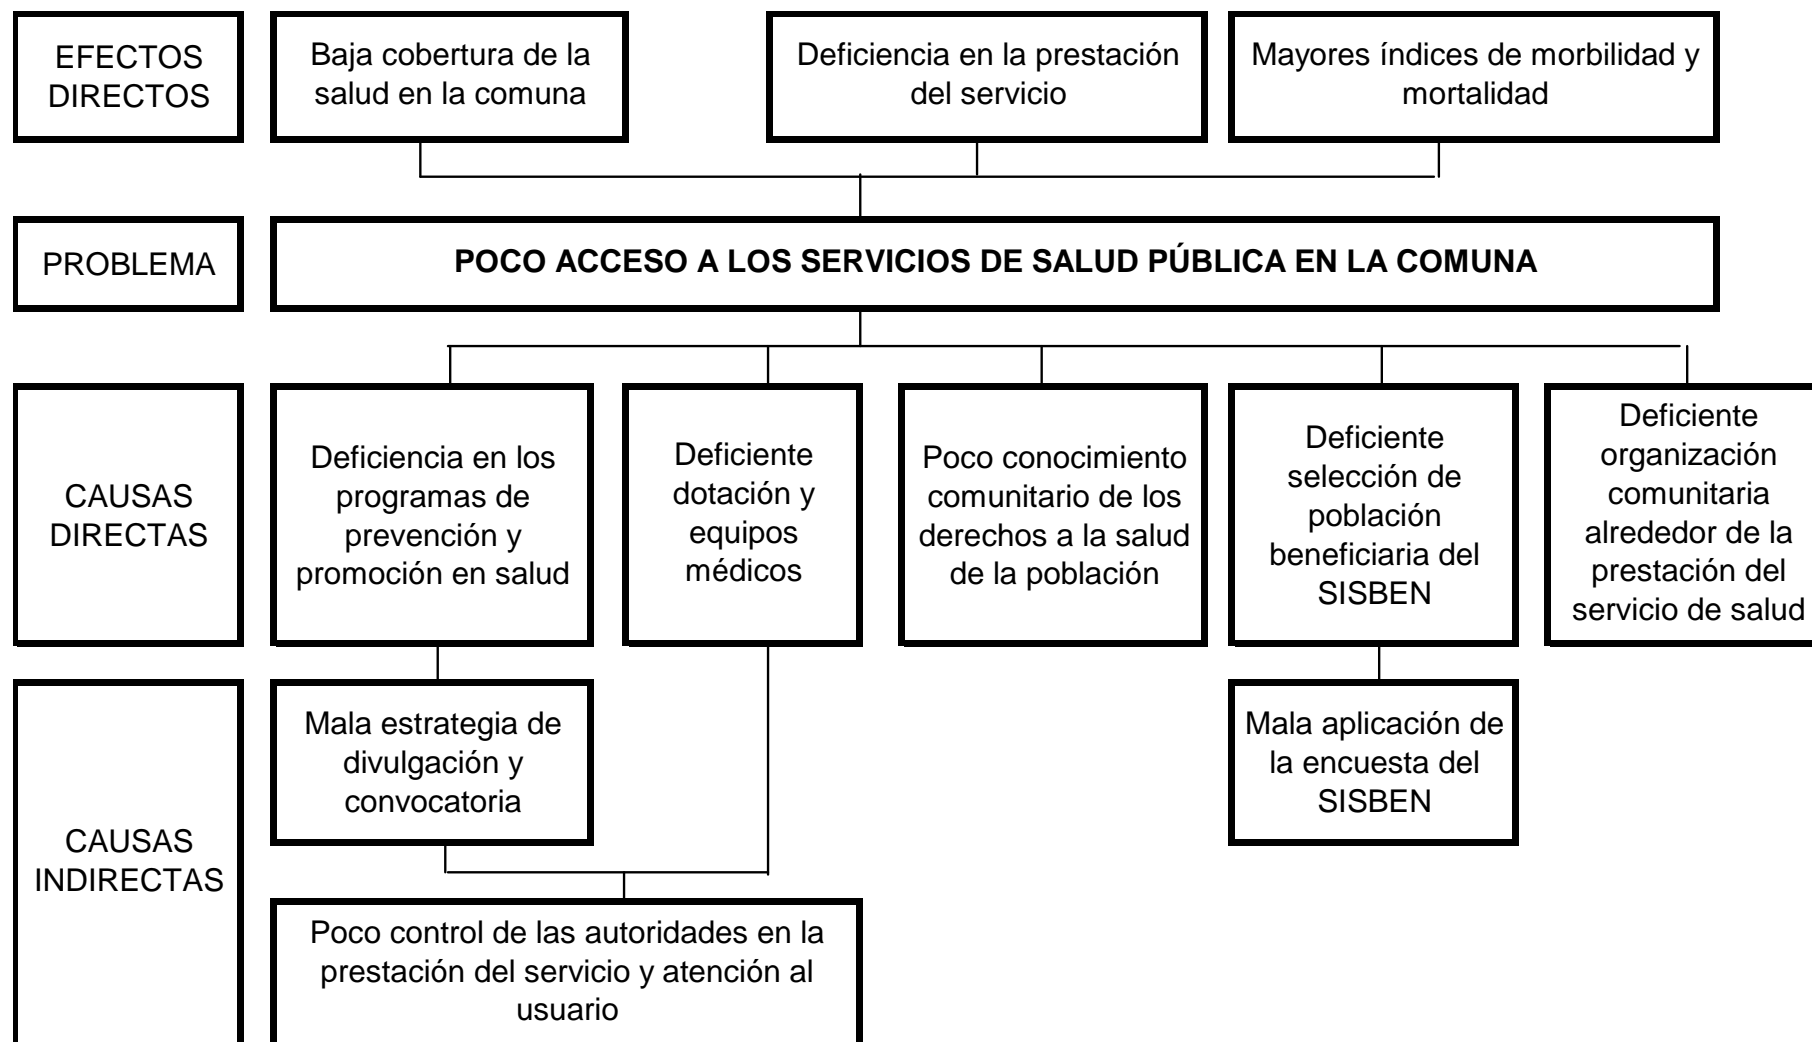 EFECTOS
DIRECTOS
Baja cobertura de la
salud en la comuna
Deficiencia en la prestación
del servicio
Mayores índices de morbilidad y
mortalidad
PROBLEMA
POCO ACCESO A LOS SERVICIOS DE SALUD PÚBLICA EN LA COMUNA
CAUSAS
DIRECTAS
Deficiencia en los
programas de
prevención y
promoción en salud
Deficiente
dotación y
equipos
médicos
Poco conocimiento
comunitario de los
derechos a la salud
de la población
Deficiente
selección de
población
beneficiaria del
SISBEN
Deficiente
organización
comunitaria
alrededor de la
prestación del
servicio de salud
CAUSAS
INDIRECTAS
Mala estrategia de
divulgación y
convocatoria
Mala aplicación de
la encuesta del
SISBEN
Poco control de las autoridades en la
prestación del servicio y atención al
usuario